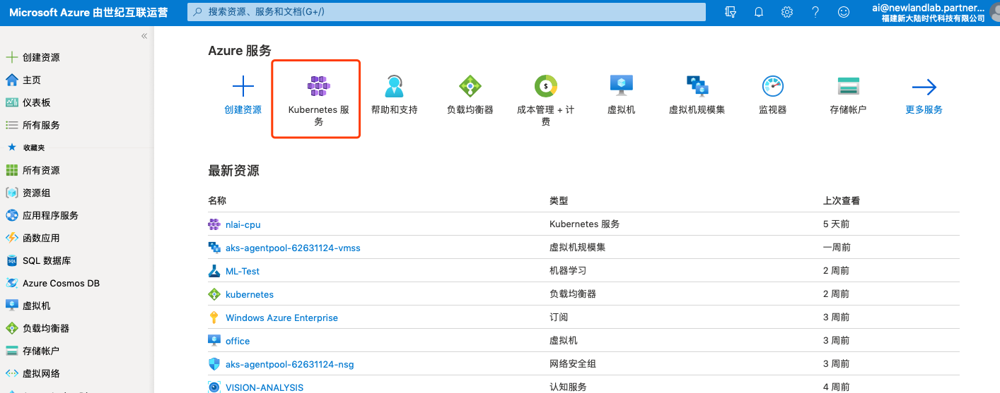 Microsoft Azure 由世纪互联运营
搜索资源、服务和文档(G+/)
ai@newlandlab.partner...
福建新大陆时代科技有限公司
«
创建资源
主页
仪表板
所有服务
收藏夹
所有资源
资源组
应用程序服务
函数应用
SQL 数据库
Azure Cosmos DB
虚拟机
负载均衡器
存储帐户
虚拟网络
Azure 服务
创建资源
Kubernetes 服
务
帮助和支持
负载均衡器
成本管理 + 计
费
虚拟机
虚拟机规模集
监视器
存储帐户
更多服务
最新资源
名称 类型 上次查看
nlai-cpu Kubernetes 服务 5 天前
aks-agentpool-62631124-vmss 虚拟机规模集 一周前
ML-Test 机器学习 2 周前
kubernetes 负载均衡器 2 周前
Windows Azure Enterprise 订阅 3 周前
office 虚拟机 3 周前
aks-agentpool-62631124-nsg 网络安全组 3 周前
VISION-ANALYSIS 认知服务 4 周前